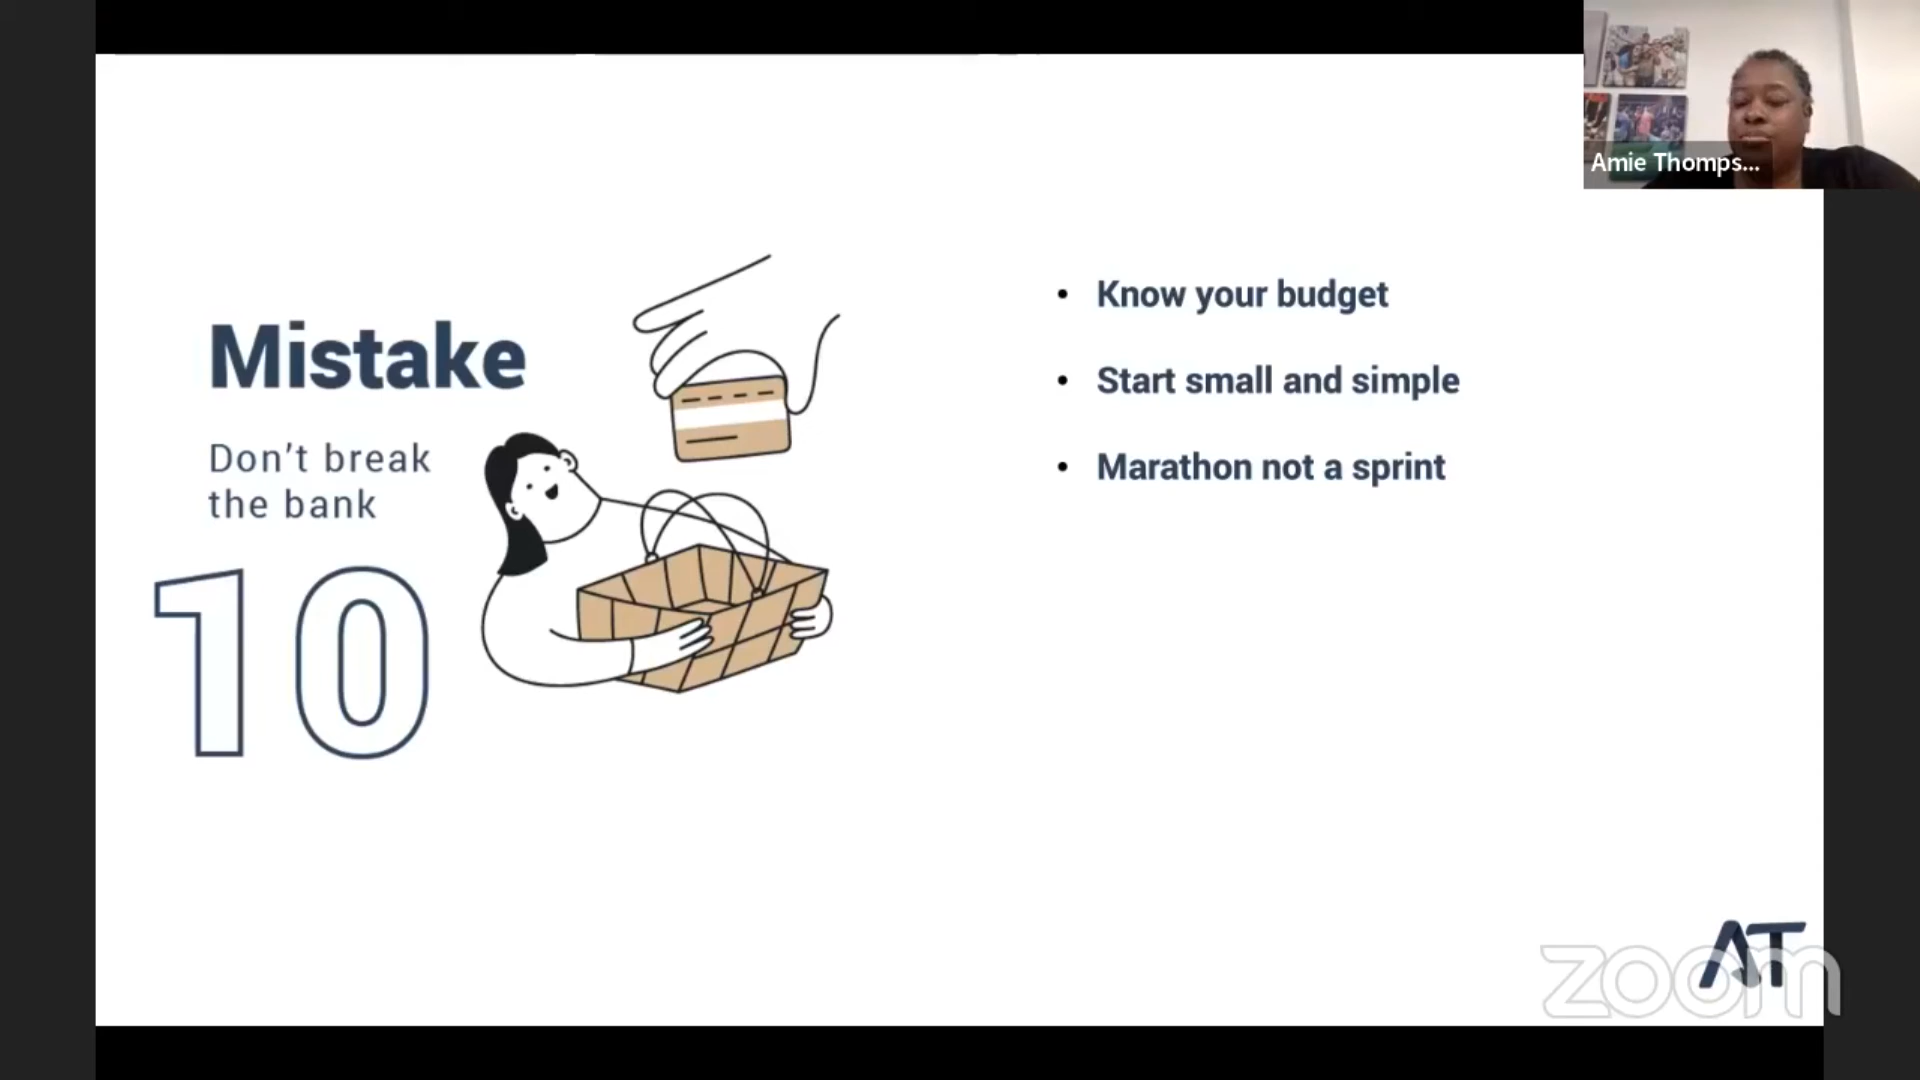 Amie Thomps...
Mistake
Don't break
the bank
10
• Know your budget
• Start small and simple
• Marathon not a sprint
AT
zoom